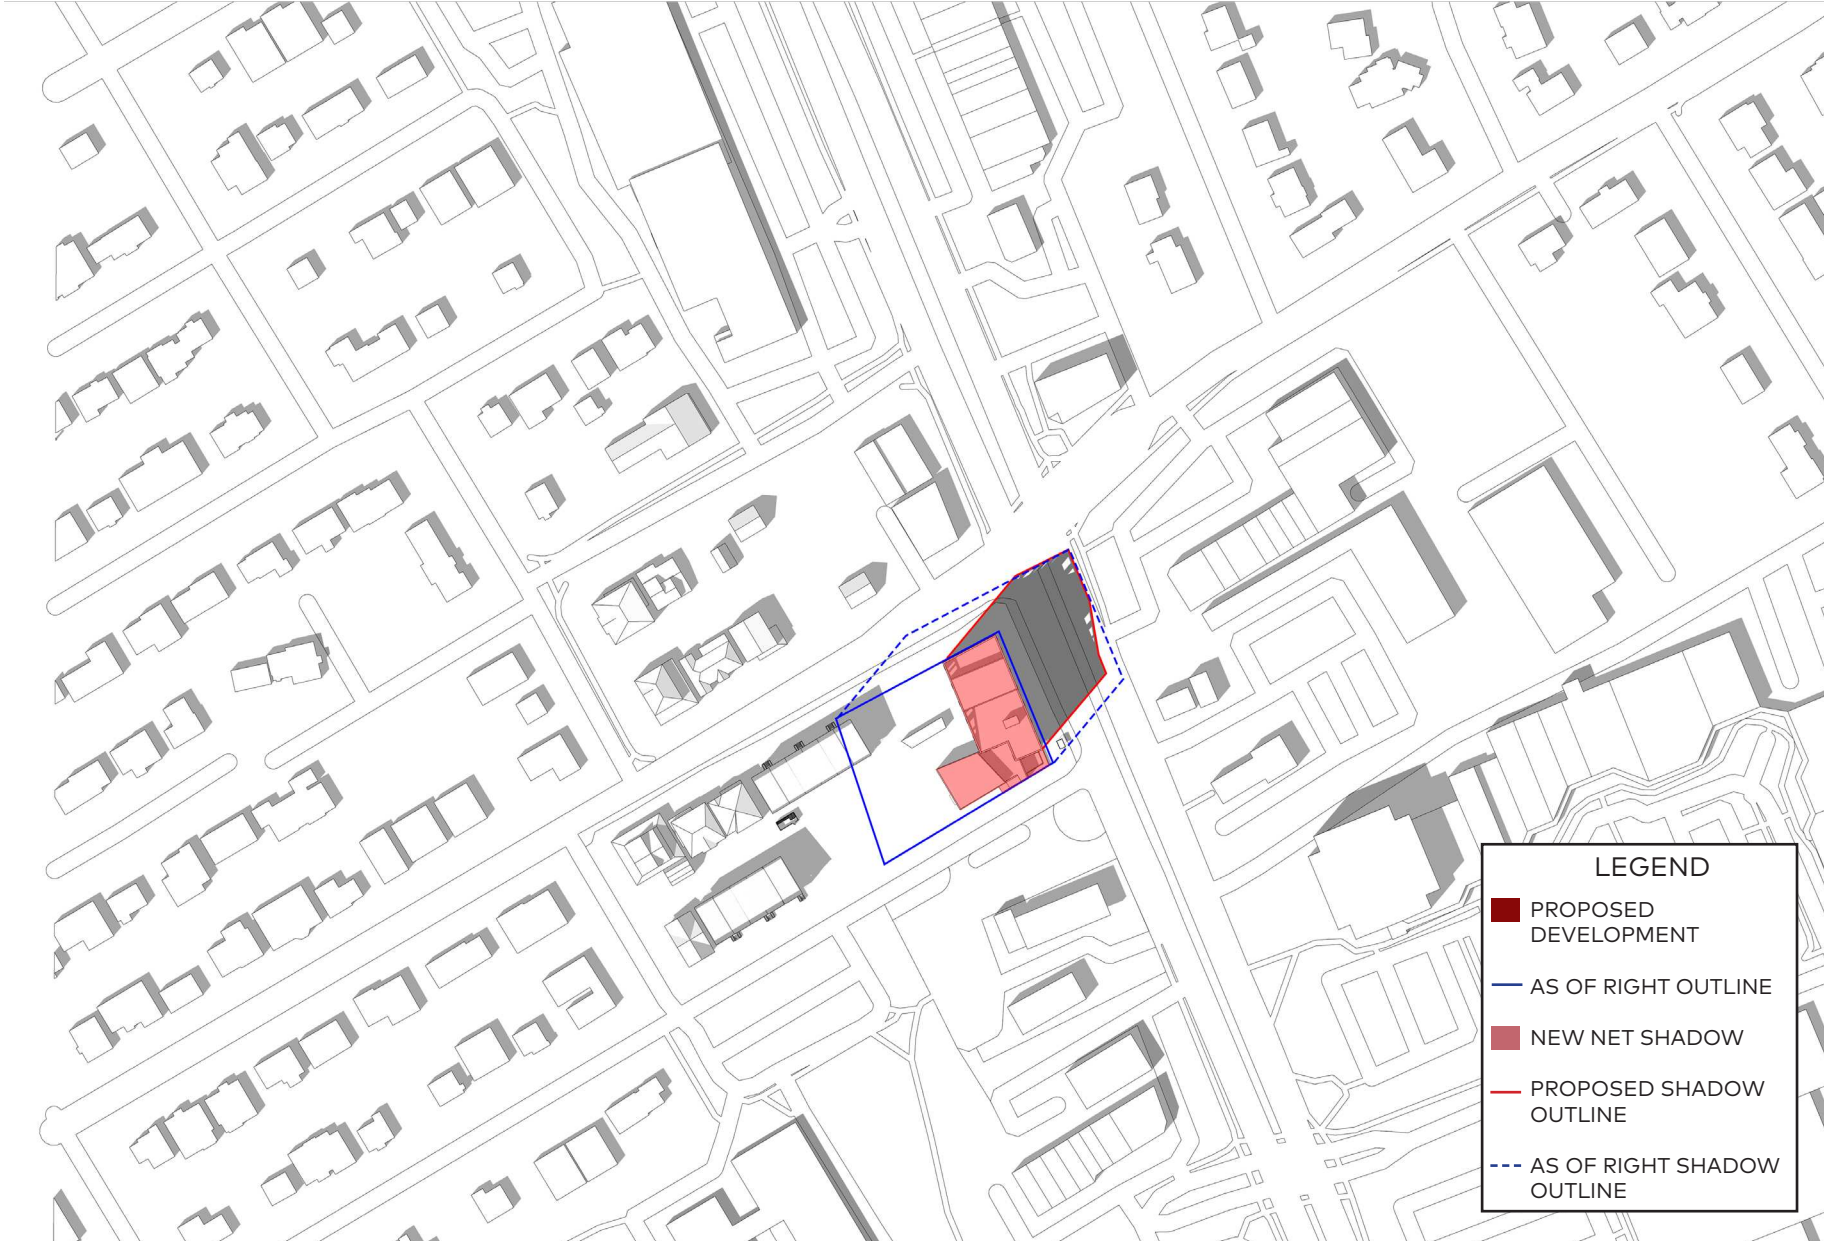 LEGEND
PROPOSED
DEVELOPMENT
AS OF RIGHT OUTLINE
NEW NET SHADOW
PROPOSED SHADOW
OUTLINE
AS OF RIGHT SHADOW
OUTLINE